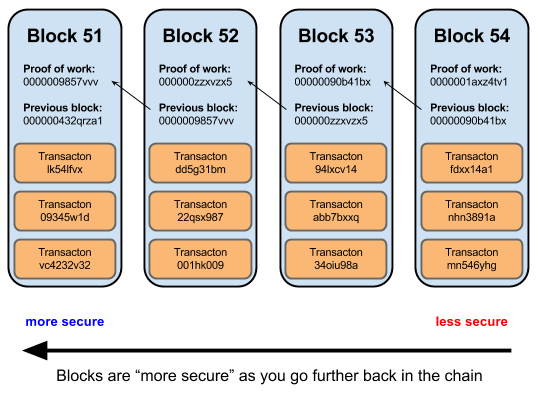 Block 51
Proof of work:
0000009857vvv
Previous block:
000000432qrza1
Transacton
lk54lfvx
Transacton
09345w1d
Transacton
vc4232v32
Block 52
Proof of work:
000000zzxvzx5
Previous block:
0000009857vvv
Transacton
dd5g31bm
Transacton
22qsx987
Transacton
001hk009
Block 53
Proof of work:
00000090b41bx
Previous block:
000000zzxvzx5
Transacton
94lxcv14
Transacton
abb7bxxq
Transacton
34oiu98a
Block 54
Proof of work:
0000001axz4tv1
Previous block:
00000090b41bx
Transacton
fdxx14a1
Transacton
nhn3891a
Transacton
mn546yhg
more secure
less secure
Blocks are “more secure” as you go further back in the chain